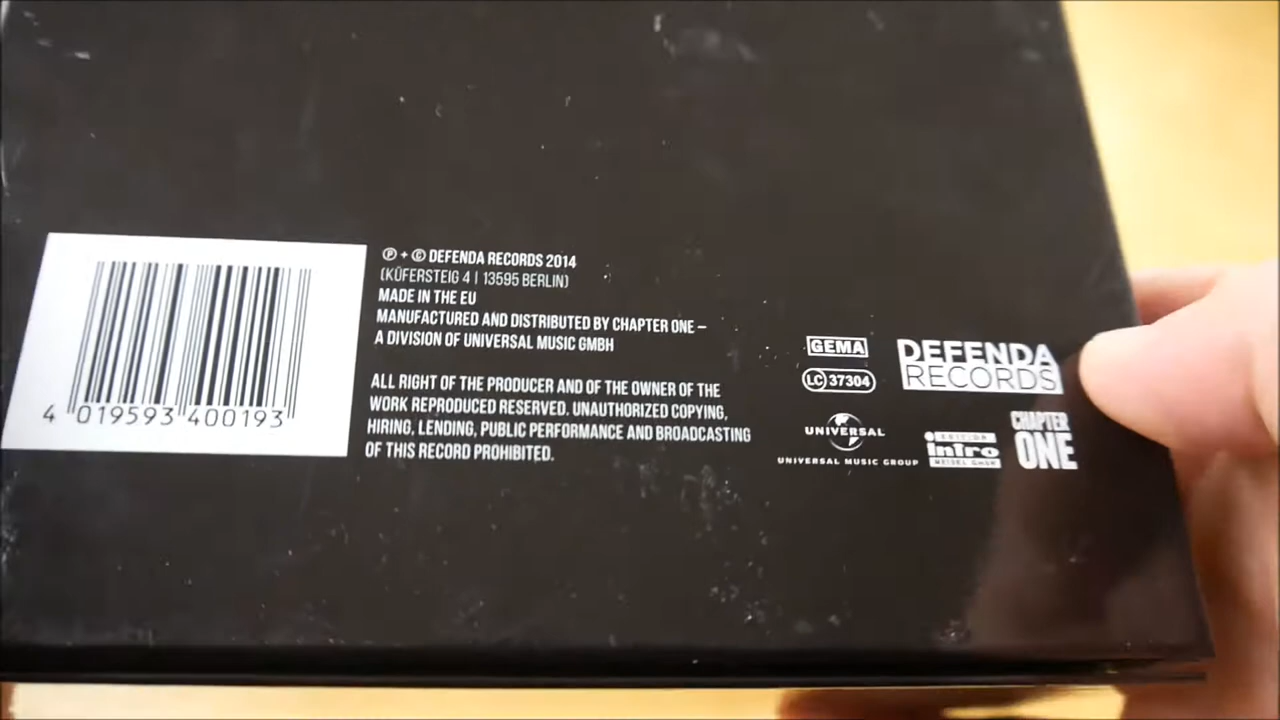 ℗ + © DEFENDA RECORDS 2014
(KÜFERSTEIG 4 | 13595 BERLIN)
MADE IN THE EU
MANUFACTURED AND DISTRIBUTED BY CHAPTER ONE –
A DIVISION OF UNIVERSAL MUSIC GMBH
ALL RIGHT OF THE PRODUCER AND OF THE OWNER OF THE
WORK REPRODUCED RESERVED. UNAUTHORIZED COPYING,
HIRING, LENDING, PUBLIC PERFORMANCE AND BROADCASTING
OF THIS RECORD PROHIBITED.
4 019593 400193
GEMA
LC 37304
DEFENDA
RECORDS
UNIVERSAL
UNIVERSAL MUSIC GROUP
EDITION
intro
MEISEL GMBH
CHAPTER
ONE